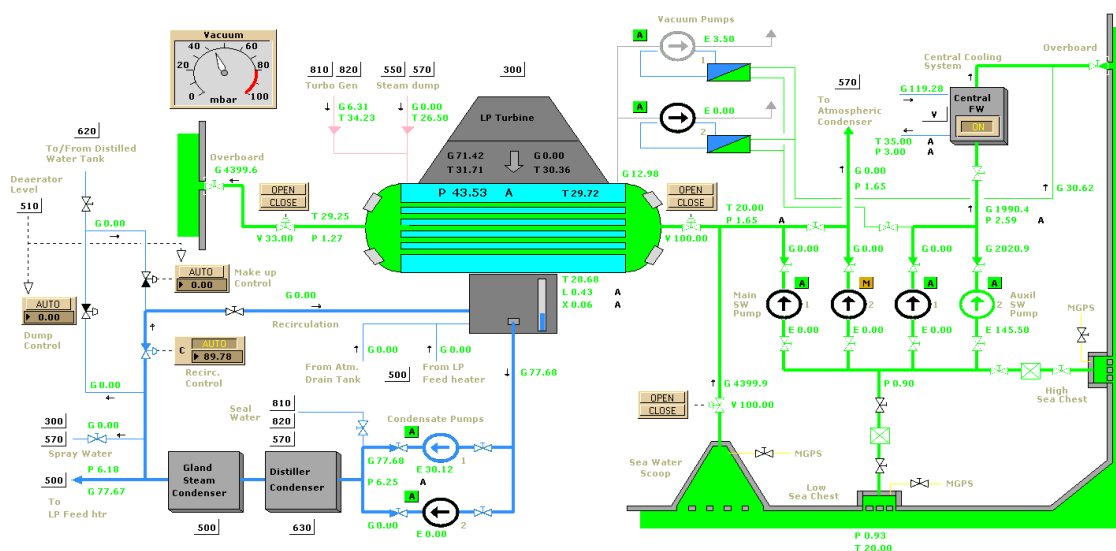 Vacuum
40
60
20
80
0
100
mbar
810
820
Turbo Gen
G 6.31
T 34.23
550
570
Steam dump
G 0.00
T 26.50
300
LP Turbine
G 71.42
T 31.71
G 0.00
T 30.36
P 43.53
A
T 29.72
Vacuum Pumps
A
E 3.50
1
A
E 0.00
2
G 12.98
570
To
Atmospheric
Condenser
G 0.00
P 1.65
Central Cooling
System
G 119.28
V
Central
FW
ON
T 35.00
A
P 3.00
A
Overboard
G 30.62
620
To/From Distilled
Water Tank
Deaerator
Level
510
G 0.00
Overboard
G 4399.6
OPEN
CLOSE
V 33.00
T 29.25
P 1.27
OPEN
CLOSE
V 100.00
T 20.00
P 1.65
A
G 1990.4
P 2.59
A
G 0.00
G 0.00
G 0.00
G 2020.9
AUTO
0.00
Make up
Control
AUTO
0.00
Dump
Control
G 0.00
Recirculation
C
AUTO
89.78
Recirc.
Control
T 28.68
L 0.43
A
X 0.06
A
Main
SW
Pump
A
1
M
2
A
1
A
2
Auxil
SW
Pump
E 0.00
E 0.00
E 0.00
E 145.50
MGPS
G 0.00
From Atm.
Drain Tank
G 0.00
500
From LP
Feed heater
G 77.68
P 0.90
High
Sea Chest
G 0.00
300
570
G 0.00
Spray Water
Seal
Water
810
820
570
Condensate Pumps
A
1
G 77.68
E 30.12
P 6.25
A
A
2
G 0.00
E 0.00
G 4399.9
OPEN
CLOSE
V 100.00
Sea Water
Scoop
MGPS
P 6.18
500
G 77.67
To
LP Feed htr
Gland
Steam
Condenser
500
Distiller
Condenser
630
Low
Sea Chest
MGPS
P 0.93
T 20.00